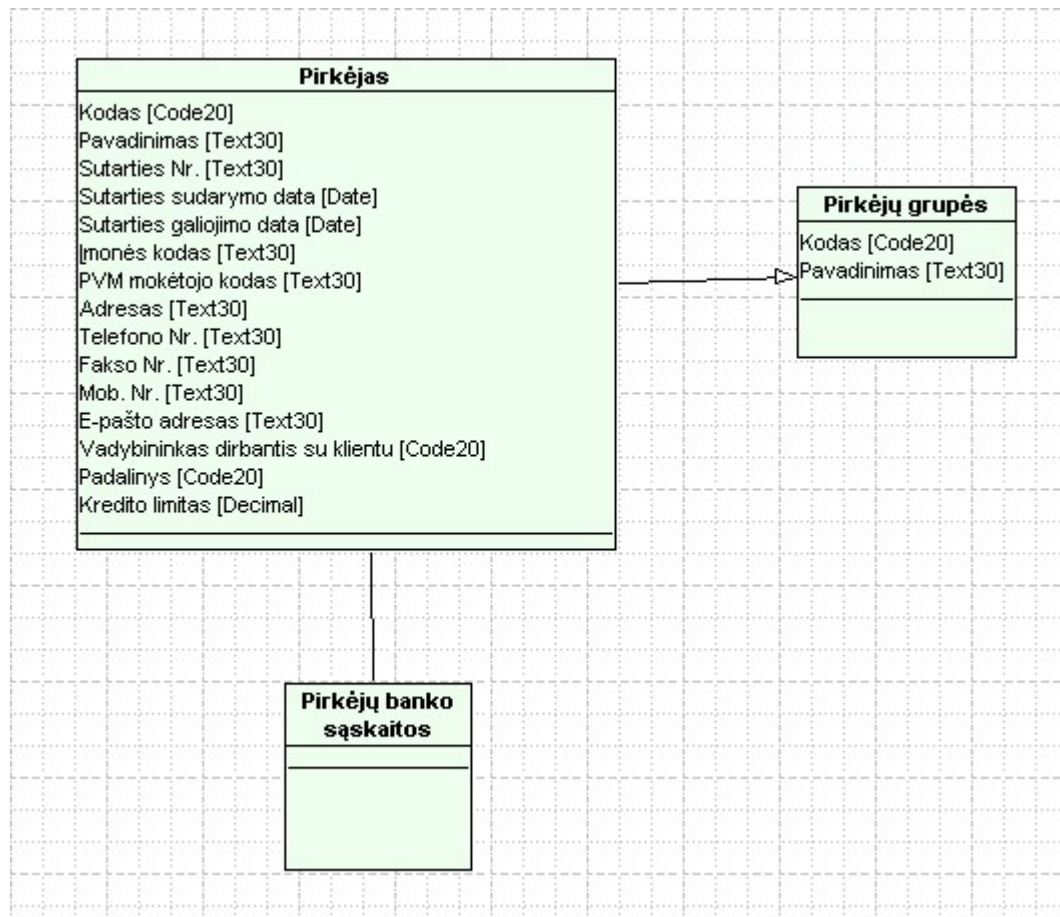 Pirkėjas
Kodas [Code20]
Pavadinimas [Text30]
Sutarties Nr. [Text30]
Sutarties sudarymo data [Date]
Sutarties galiojimo data [Date]
Įmonės kodas [Text30]
PVM mokėtojo kodas [Text30]
Adresas [Text30]
Telefono Nr. [Text30]
Fakso Nr. [Text30]
Mob. Nr. [Text30]
E-pašto adresas [Text30]
Vadybininkas dirbantis su klientu [Code20]
Padalinys [Code20]
Kredito limitas [Decimal]
Pirkėjų grupės
Kodas [Code20]
Pavadinimas [Text30]
Pirkėjų banko
sąskaitos